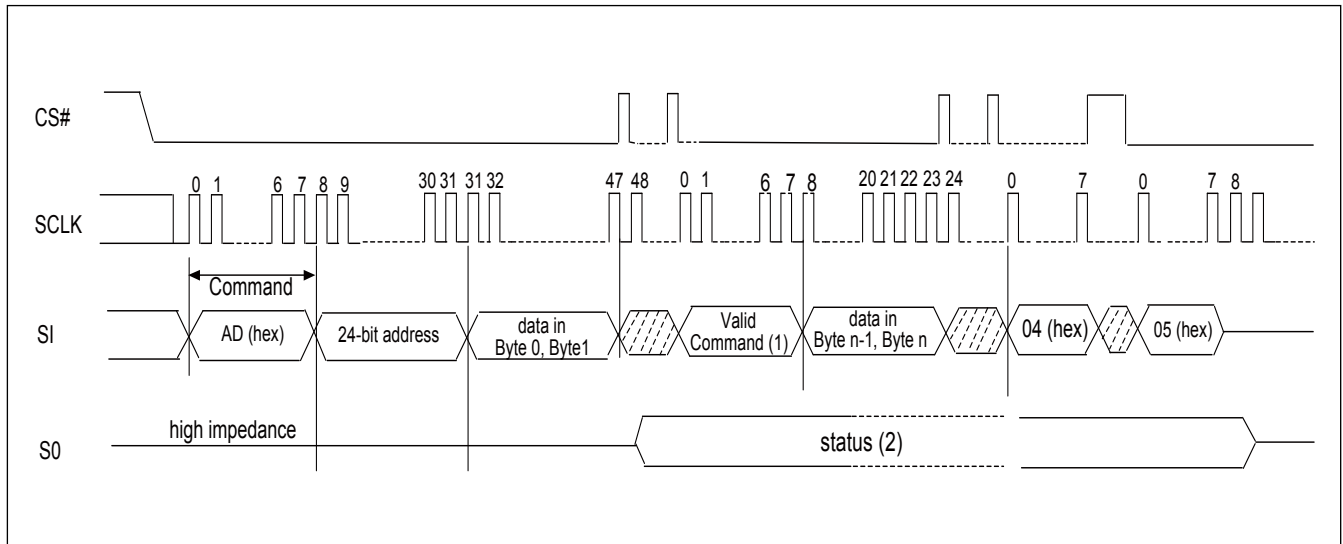 CS#
0 1 6 7 8 9 30 31 31 32 47 48 0 1 6 7 8 20 21 22 23 24 0 7 0 7 8
SCLK
Command
SI
AD (hex)
24-bit address
data in
Byte 0, Byte1
Valid
Command (1)
data in
Byte n-1, Byte n
04 (hex)
05 (hex)
high impedance
S0
status (2)